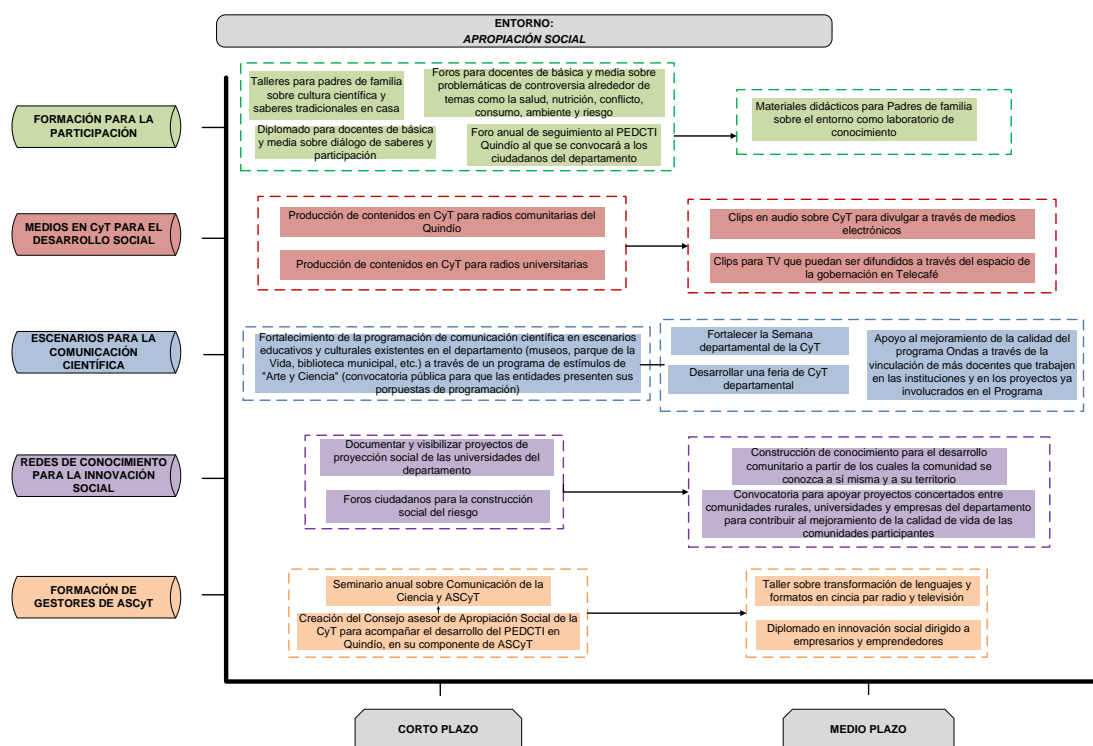 ENTORNO:
APROPIACIÓN SOCIAL
FORMACIÓN PARA LA
PARTICIPACIÓN
Talleres para padres de familia
sobre cultura científica y
saberes tradicionales en casa
Foros para docentes de básica y media sobre
problemáticas de controversia alrededor de
temas como la salud, nutrición, conflicto,
consumo, ambiente y riesgo
Diplomado para docentes de básica
y media sobre diálogo de saberes y
participación
Foro anual de seguimiento al PEDCTI
Quindío al que se convocará a los
ciudadanos del departamento
Materiales didácticos para Padres de familia
sobre el entorno como laboratorio de
conocimiento
MEDIOS EN CyT PARA EL
DESARROLLO SOCIAL
Producción de contenidos en CyT para radios comunitarias del
Quindío
Producción de contenidos en CyT para radios universitarias
Clips en audio sobre CyT para divulgar a través de medios
electrónicos
Clips para TV que puedan ser difundidos a través del espacio de
la gobernación en Telecafé
ESCENARIOS PARA LA
COMUNICACIÓN
CIENTÍFICA
Fortalecimiento de la programación de comunicación científica en escenarios
educativos y culturales existentes en el departamento (museos, parque de la
Vida, biblioteca municipal, etc.) a través de un programa de estímulos de
"Arte y Ciencia" (convocatoria pública para que las entidades presenten sus
porpuestas de programación)
Fortalecer la Semana
departamental de la CyT
Desarrollar una feria de CyT
departamental
Apoyo al mejoramiento de la calidad del
programa Ondas a través de la
vinculación de más docentes que trabajen
en las instituciones y en los proyectos ya
involucrados en el Programa
REDES DE CONOCIMIENTO
PARA LA INNOVACIÓN
SOCIAL
Documentar y visibilizar proyectos de
proyección social de las universidades del
departamento
Foros ciudadanos para la construcción
social del riesgo
Construcción de conocimiento para el desarrollo
comunitario a partir de los cuales la comunidad se
conozca a sí misma y a su territorio
Convocatoria para apoyar proyectos concertados entre
comunidades rurales, universidades y empresas del departamento
para contribuir al mejoramiento de la calidad de vida de las
comunidades participantes
FORMACIÓN DE
GESTORES DE ASCyT
Seminario anual sobre Comunicación de la
Ciencia y ASCyT
Creación del Consejo asesor de Apropiación Social de la
CyT para acompañar el desarrollo del PEDCTI en
Quindío, en su componente de ASCyT
Taller sobre transformación de lenguajes y
formatos en cincia par radio y televisión
Diplomado en innovación social dirigido a
empresarios y emprendedores
CORTO PLAZO
MEDIO PLAZO